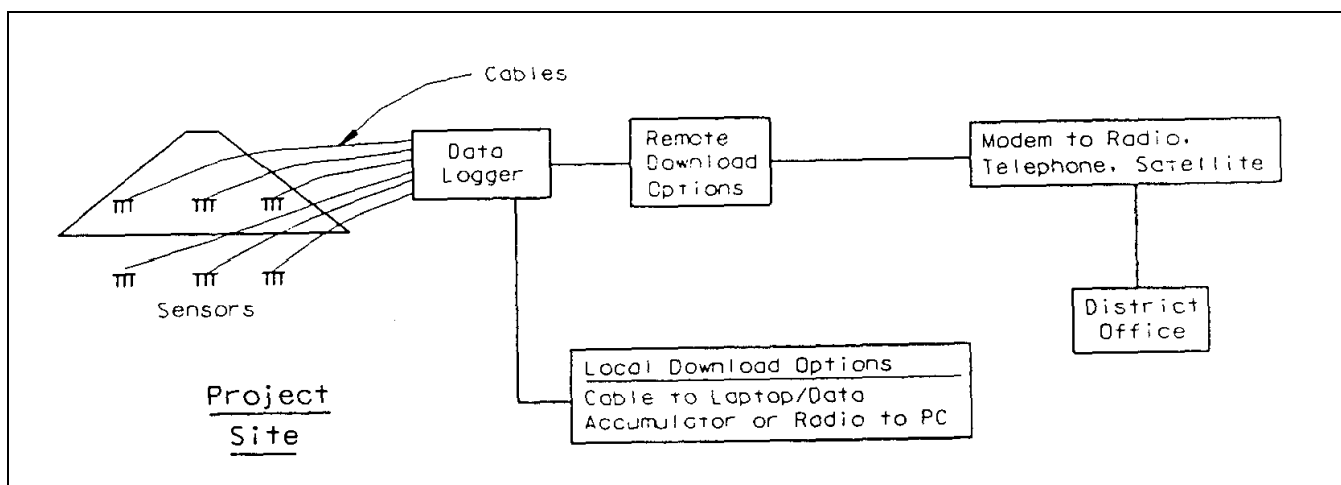 Cables
Data
Logger
Remote
Download
Options
Modem to Radio,
Telephone, Satellite
District
Office
Sensors
Local Download Options
Cable to Laptop/Data
Accumulator or Radio to PC
Project
Site